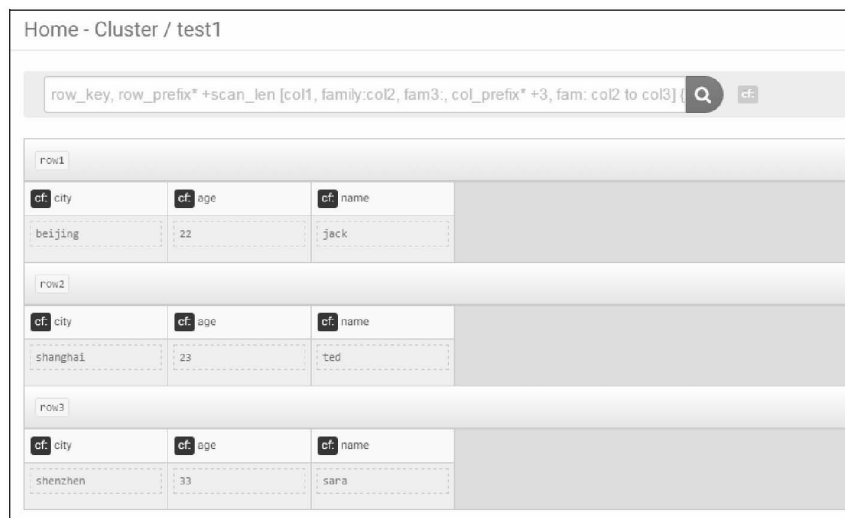 Home - Cluster / test1
row_key, row_prefix* +scan_len [col1, family:col2, fam3:, col_prefix* +3, fam: col2 to col3] { cf:
row1
cf: city cf: age cf: name
beijing 22 jack
row2
cf: city cf: age cf: name
shanghai 23 ted
row3
cf: city cf: age cf: name
shenzhen 33 sara